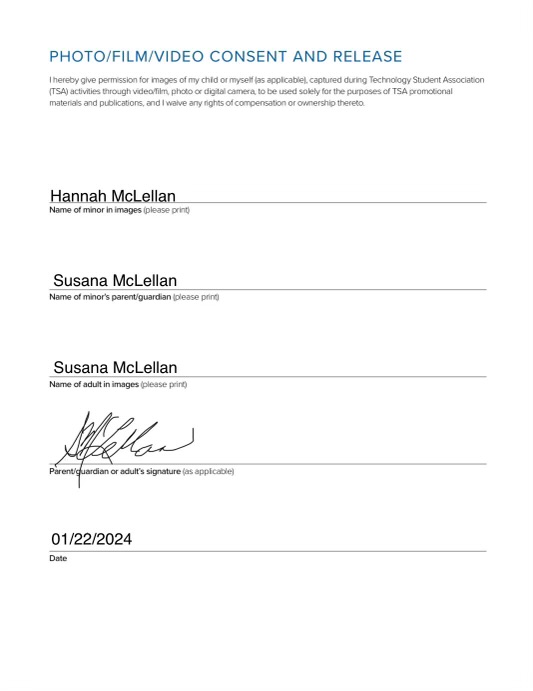 PHOTO/FILM/VIDEO CONSENT AND RELEASE
I hereby give permission for images of my child or myself (as applicable), captured during Technology Student Association
(TSA) activities through video/film, photo or digital camera, to be used solely for the purposes of TSA promotional
materials and publications, and I waive any rights of compensation or ownership thereto.
Hannah McLellan
Name of minor in images (please print)
Susana McLellan
Name of minor's parent/guardian (please print)
Susana McLellan
Name of adult in images (please print)
SMcLellan
Parent/guardian or adult's signature (as applicable)
01/22/2024
Date